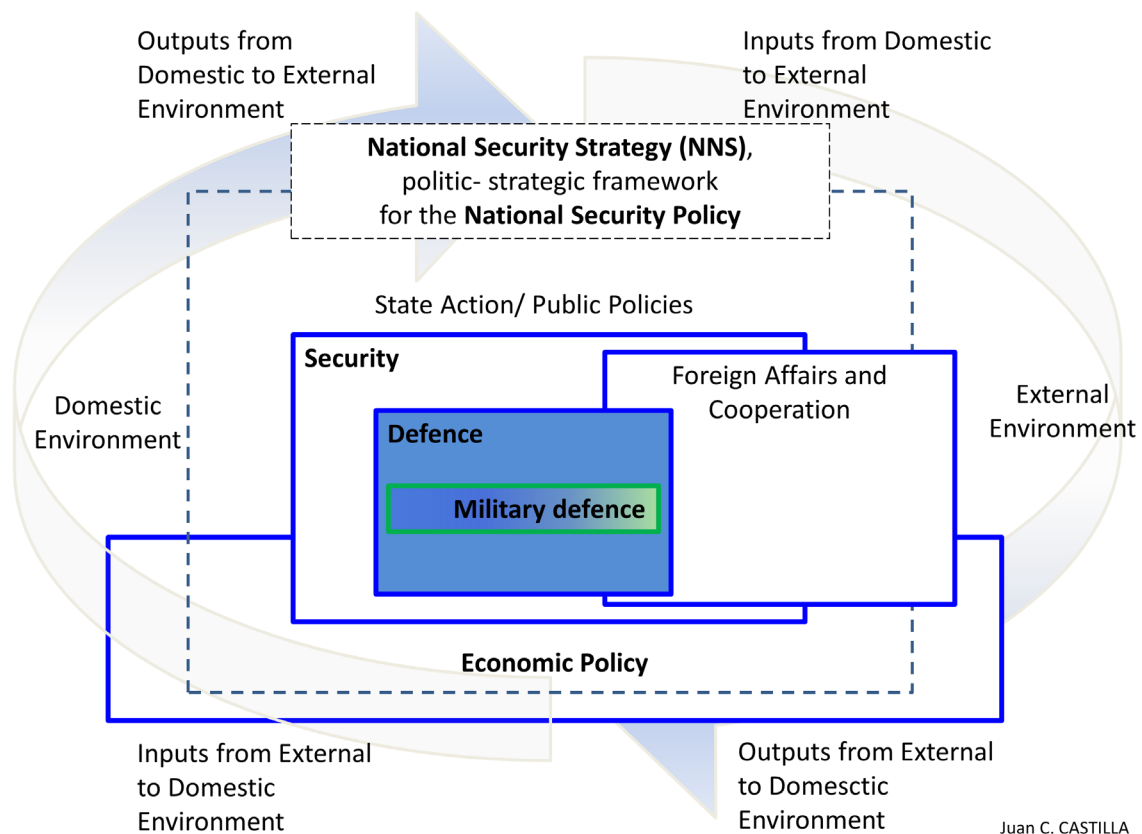 Outputs from
Domestic to External
Environment
Inputs from Domestic
to External
Environment
National Security Strategy (NNS),
politic- strategic framework
for the National Security Policy
State Action/ Public Policies
Security
Foreign Affairs and
Cooperation
Domestic
Environment
External
Environment
Defence
Military defence
Economic Policy
Inputs from External
to Domestic
Environment
Outputs from External
to Domesctic
Environment
Juan C. CASTILLA